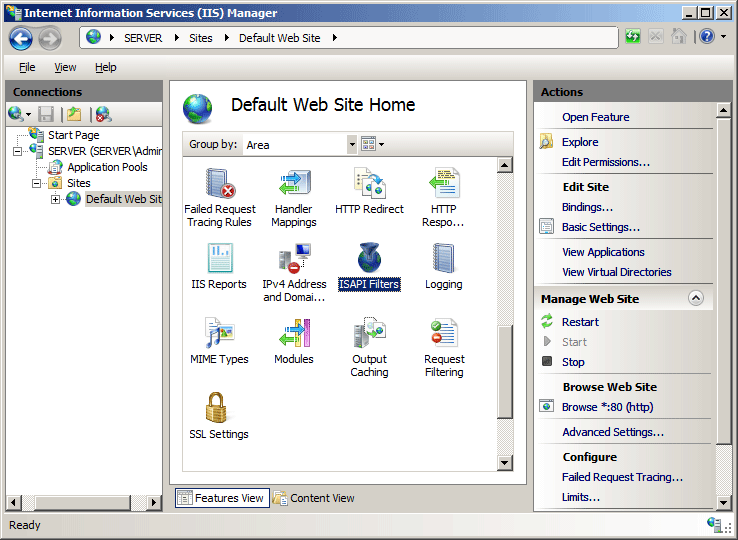 Internet Information Services (IIS) Manager
SERVER Sites Default Web Site
File View Help
Connections
Start Page
SERVER (SERVER\Admir
Application Pools
Sites
Default Web Sit
Default Web Site Home
Group by: Area
Failed Request
Tracing Rules
Handler
Mappings
HTTP Redirect
HTTP
Respo...
IIS Reports
IPv4 Address
and Domai...
ISAPI Filters
Logging
MIME Types
Modules
Output
Caching
Request
Filtering
SSL Settings
Features View
Content View
Actions
Open Feature
Explore
Edit Permissions...
Edit Site
Bindings...
Basic Settings...
View Applications
View Virtual Directories
Manage Web Site
Restart
Start
Stop
Browse Web Site
Browse *:80 (http)
Advanced Settings...
Configure
Failed Request Tracing...
Limits...
Ready